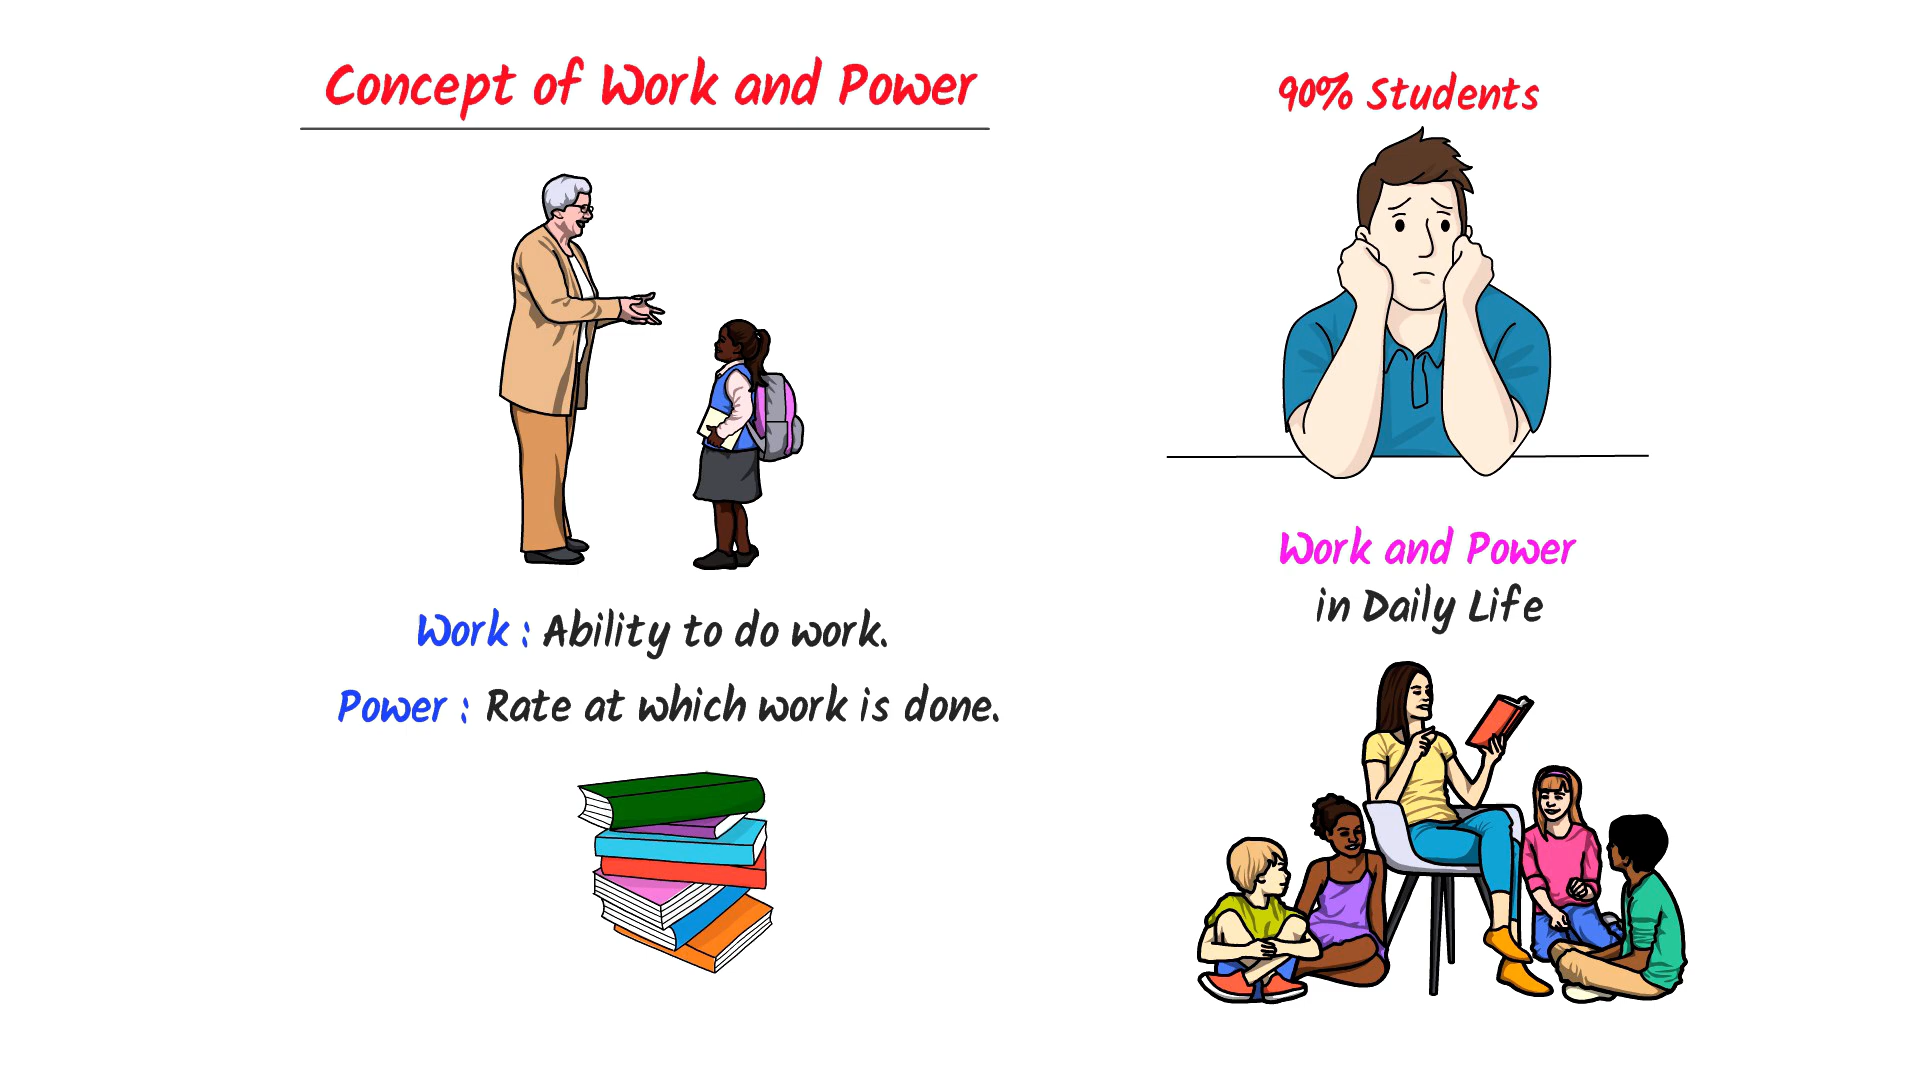 Concept of Work and Power
Work : Ability to do work.
Power : Rate at which work is done.
90% Students
Work and Power
in Daily Life